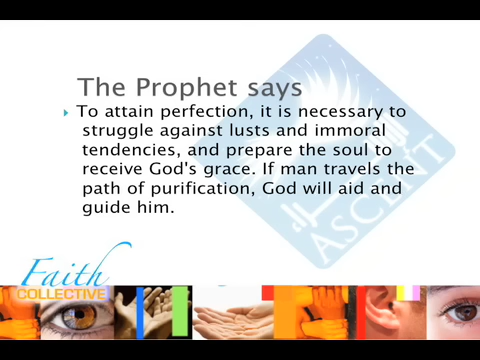 The Prophet says
To attain perfection, it is necessary to
struggle against lusts and immoral
tendencies, and prepare the soul to
receive God's grace. If man travels the
path of purification, God will aid and
guide him.
ASCENT
Faith
COLLECTIVE